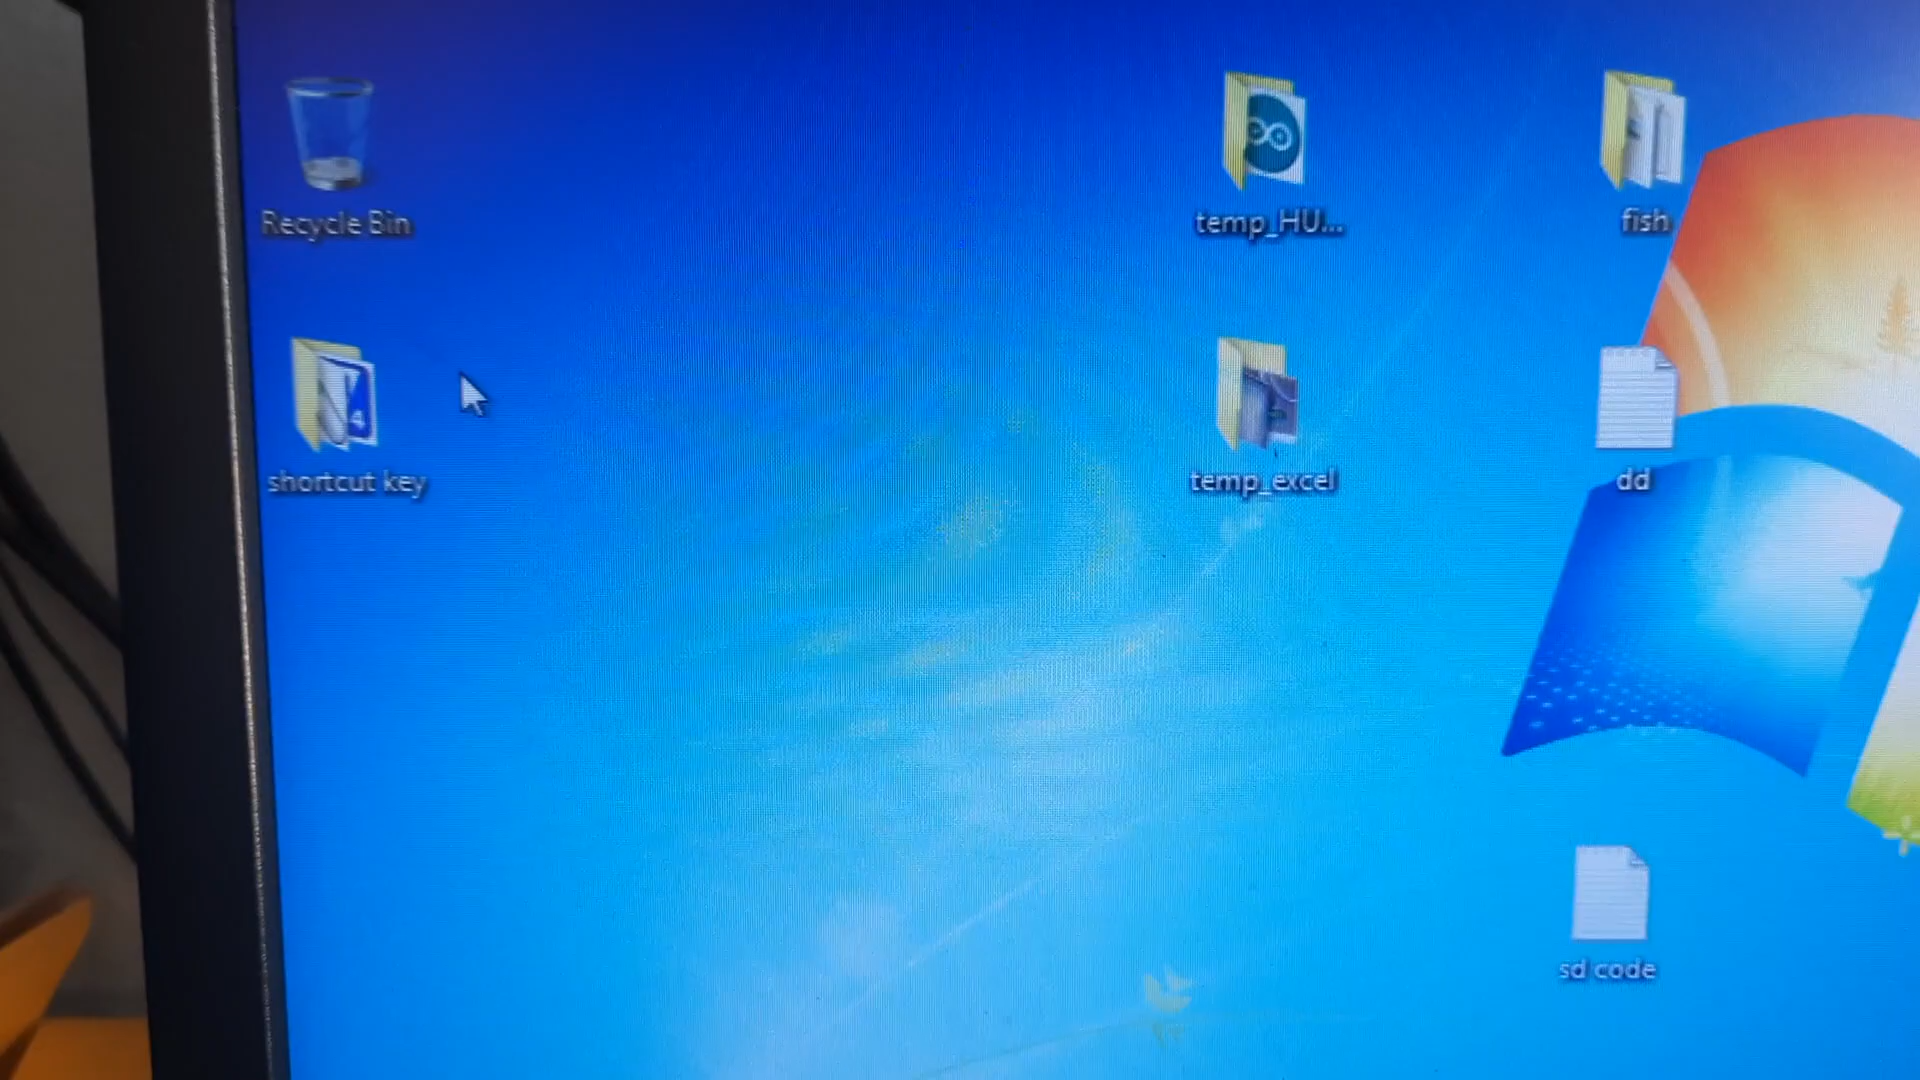 Recycle Bin
temp_HU...
fish
shortcut key
temp_excel
dd
sd code